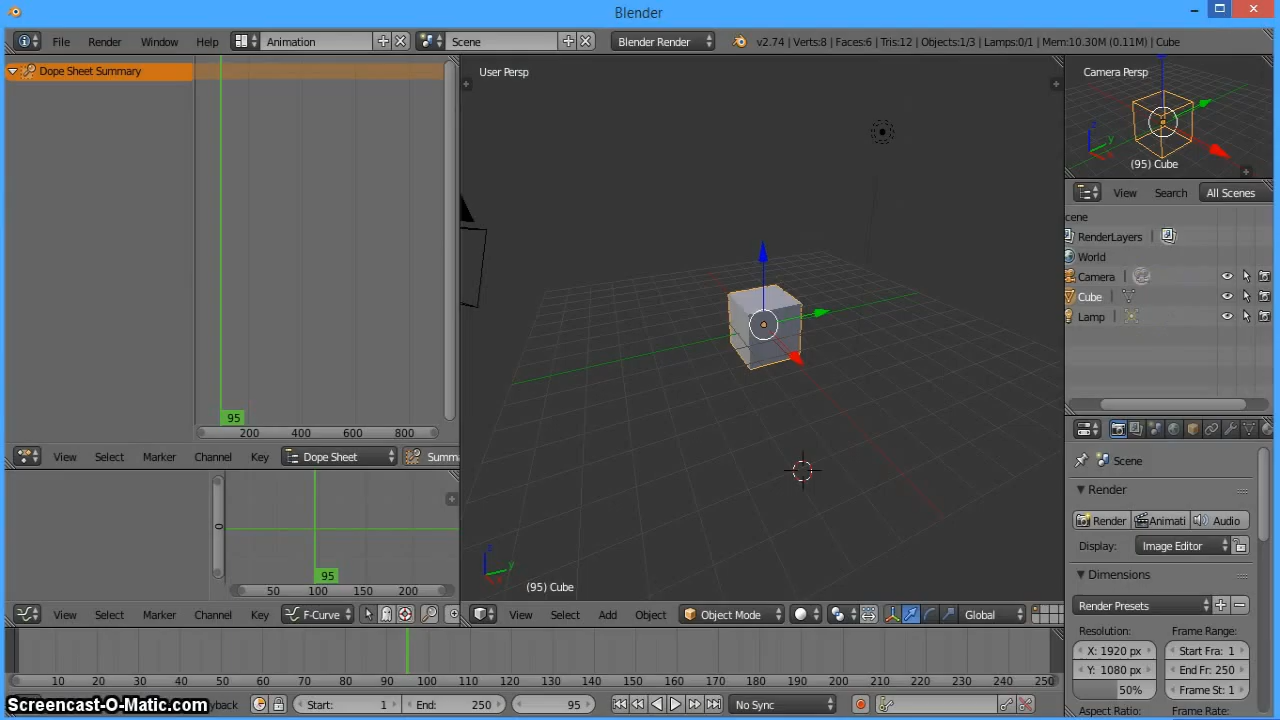 Blender
File Render Window Help Animation Scene Blender Render v2.74 | Verts:8 | Faces:6 | Tris:12 | Objects:1/3 | Lamps:0/1 | Mem:10.30M (0.11M) | Cube
Dope Sheet Summary
User Persp
Camera Persp
(95) Cube
View Search All Scenes
cene
RenderLayers
World
Camera
Cube
Lamp
95
200 400 600 800
View Select Marker Channel Key Dope Sheet Summa
0
95
50 100 150 200
View Select Marker Channel Key F-Curve
(95) Cube
View Select Add Object Object Mode Global
Scene
Render
Render Animati Audio
Display: Image Editor
Dimensions
Render Presets
Resolution: Frame Range:
X: 1920 px Start Fra: 1
Y: 1080 px End Fr: 250
50% Frame St: 1
Aspect Ratio: Frame Rate:
10 20 30 40 50 60 70 80 90 100 110 120 130 140 150 160 170 180 190 200 210 220 230 240 250
Screencast-O-Matic.com
playback Start: 1 End: 250 95 No Sync